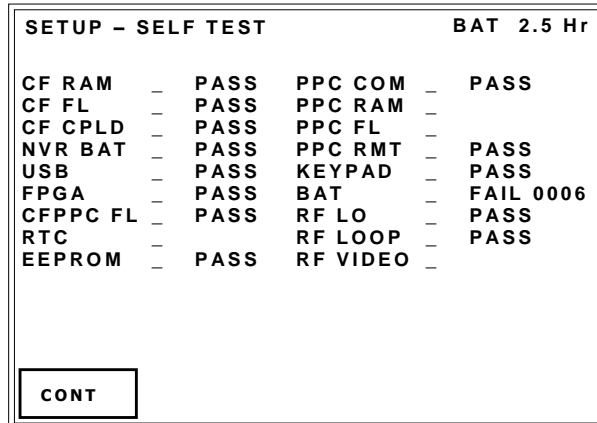 SETUP – SELF TEST BAT 2.5 Hr
CF RAM _ PASS PPC COM _ PASS
CF FL _ PASS PPC RAM _
CF CPLD _ PASS PPC FL _
NVR BAT _ PASS PPC RMT _ PASS
USB _ PASS KEYPAD _ PASS
FPGA _ PASS BAT _ FAIL 0006
CFPPC FL _ PASS RF LO _ PASS
RTC _ RF LOOP _ PASS
EEPROM _ PASS RF VIDEO _
CONT